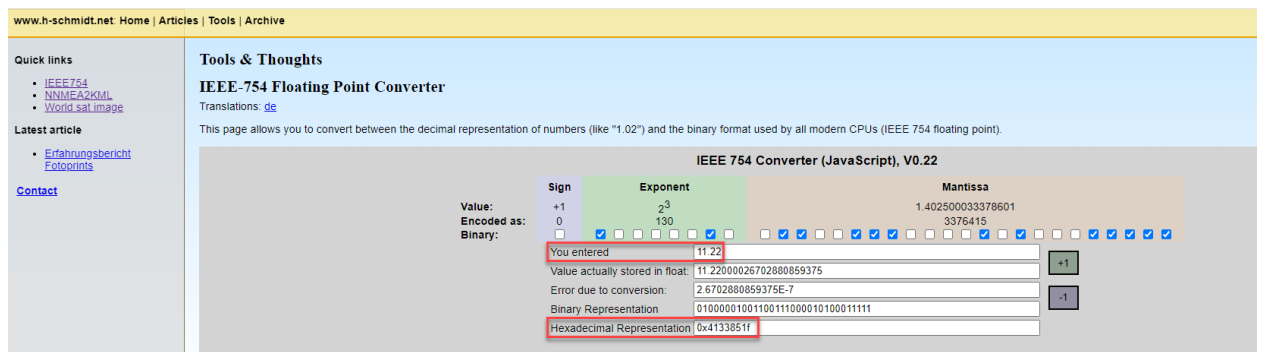 www.h-schmidt.net: Home | Articles | Tools | Archive
Quick links
IEEE754
NNMEA2KML
World sat image
Latest article
Erfahrungsbericht
Fotoprints
Contact
Tools & Thoughts
IEEE-754 Floating Point Converter
Translations: de
This page allows you to convert between the decimal representation of numbers (like "1.02") and the binary format used by all modern CPUs (IEEE 754 floating point).
IEEE 754 Converter (JavaScript), V0.22
Sign Exponent Mantissa
Value: +1 2^3 1.402500033378601
Encoded as: 0 130 3376415
Binary:
You entered 11.22
Value actually stored in float: 11.22000026702880859375
Error due to conversion: 2.6702880859375E-7
Binary Representation 01000001001100111000010100011111
Hexadecimal Representation 0x4133851f
+1
-1